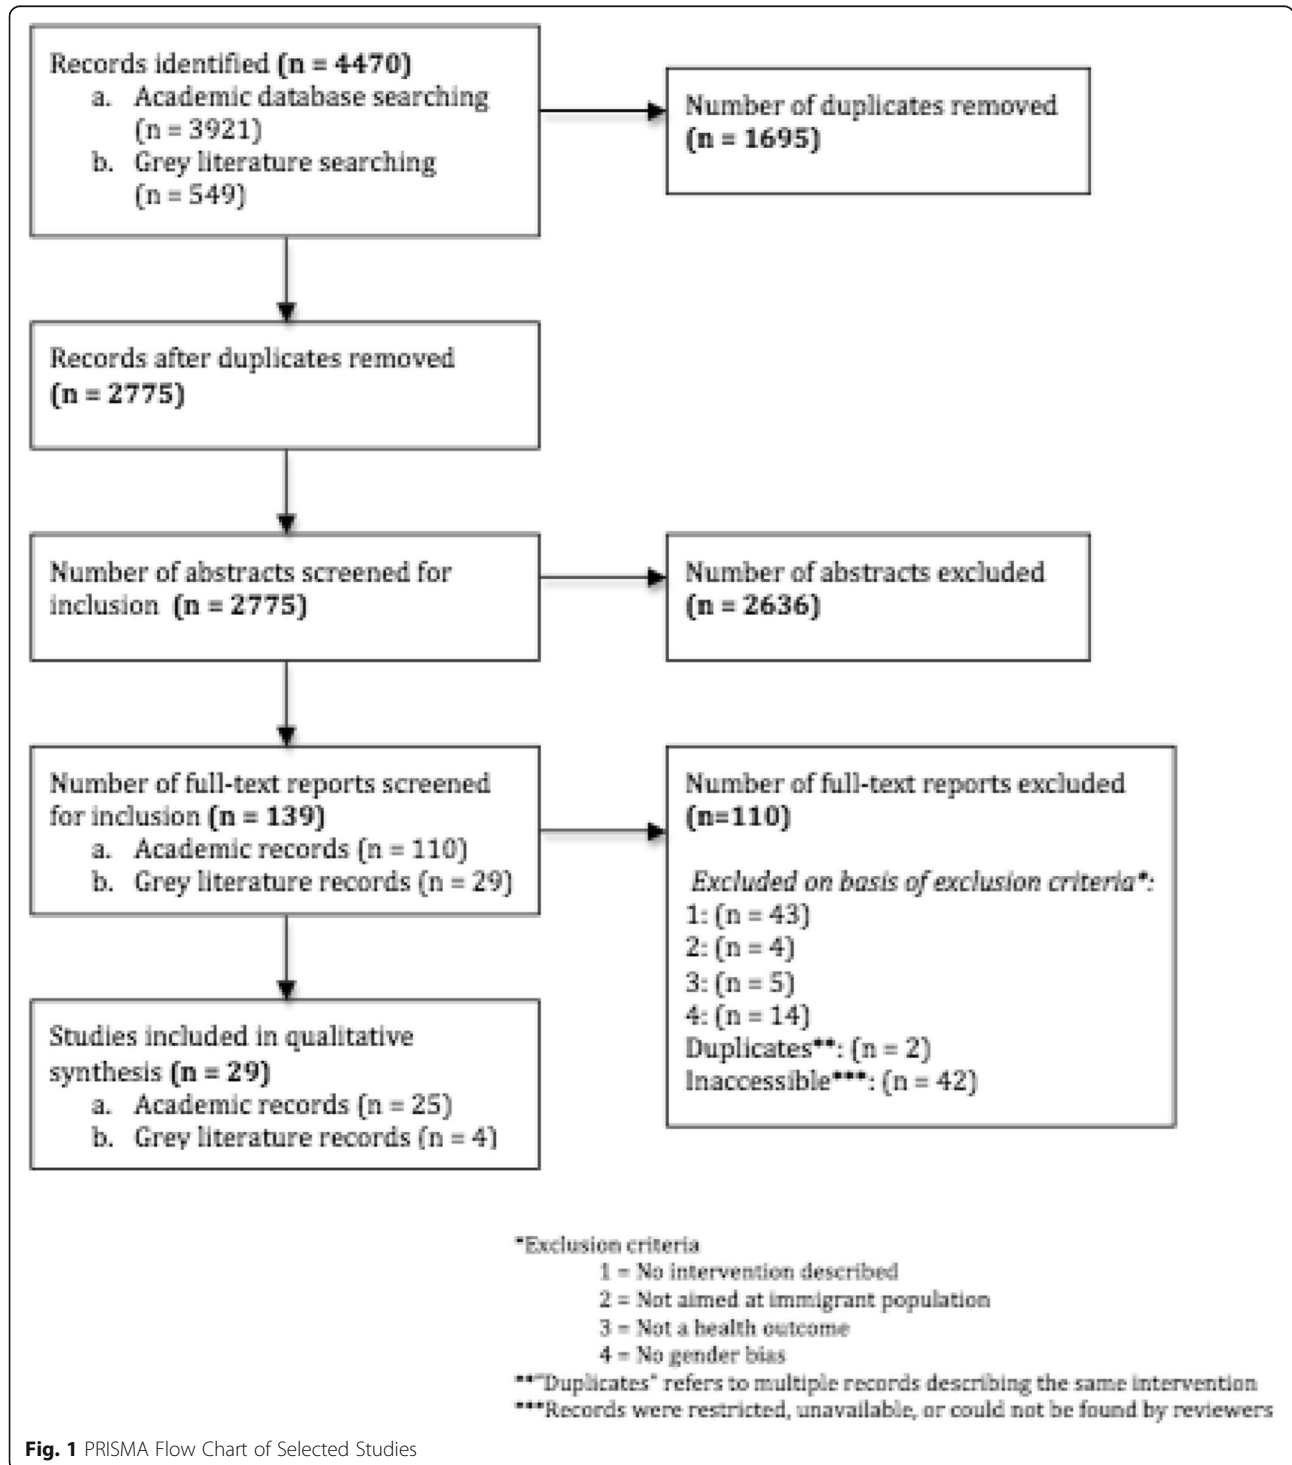 Records identified (n = 4470)
a. Academic database searching
(n = 3921)
b. Grey literature searching
(n = 549)
Number of duplicates removed
(n = 1695)
Records after duplicates removed
(n = 2775)
Number of abstracts screened for
inclusion (n = 2775)
Number of abstracts excluded
(n = 2636)
Number of full-text reports screened
for inclusion (n = 139)
a. Academic records (n = 110)
b. Grey literature records (n = 29)
Number of full-text reports excluded
(n=110)
Excluded on basis of exclusion criteria*:
1: (n = 43)
2: (n = 4)
3: (n = 5)
4: (n = 14)
Duplicates**: (n = 2)
Inaccessible***: (n = 42)
Studies included in qualitative
synthesis (n = 29)
a. Academic records (n = 25)
b. Grey literature records (n = 4)
*Exclusion criteria
1 = No intervention described
2 = Not aimed at immigrant population
3 = Not a health outcome
4 = No gender bias
**"Duplicates" refers to multiple records describing the same intervention
***Records were restricted, unavailable, or could not be found by reviewers
Fig. 1 PRISMA Flow Chart of Selected Studies